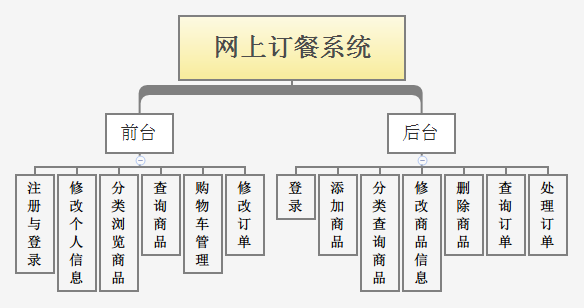 网上订餐系统
前台
后台
注册与登录
修改个人信息
分类浏览商品
查询商品
购物车管理
修改订单
登录
添加商品
分类查询商品
修改商品信息
删除商品
查询订单
处理订单